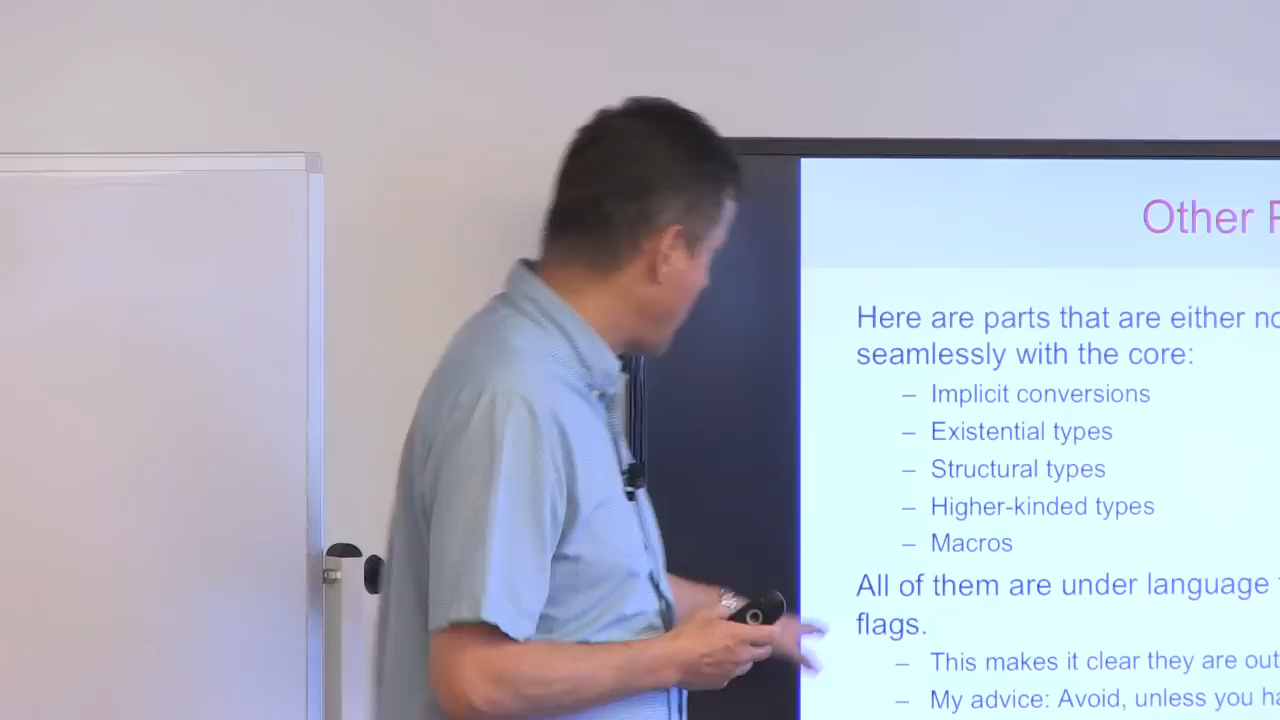 Other
Here are parts that are either
seamlessly with the core:
– Implicit conversions
– Existential types
– Structural types
– Higher-kinded types
– Macros
All of them are under language
flags.
– This makes it clear they are
– My advice: Avoid, unless you